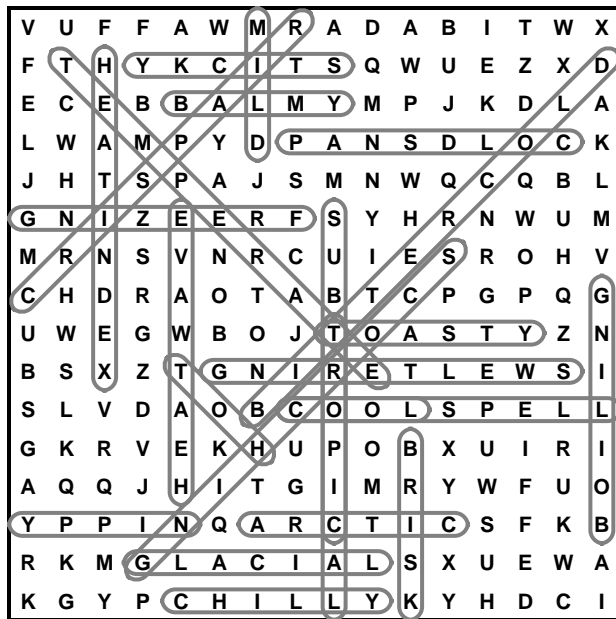 V U F F A W M R A D A B I T W X
F T H Y K C I T S Q W U E Z X D
E C E B B A L M Y M P J K D L A
L W A M P Y D P A N S D L O C K
J H T S P A J S M N W Q C Q B L
G N I Z E E R F S Y H R N W U M
M R N S V N R C U I E S R O H V
C H D R A O T A B T C P G P Q G
U W E G W B O J T O A S T Y Z N
B S X Z T G N I R E T L E W S I
S L V D A O B C O O L S P E L L
G K R V E K H U P O B X U I R I
A Q Q J H I T G I M R Y W F U O
Y P P I N Q A R C T I C S F K B
R K M G L A C I A L S X U E W A
K G Y P C H I L L Y K Y H D C I